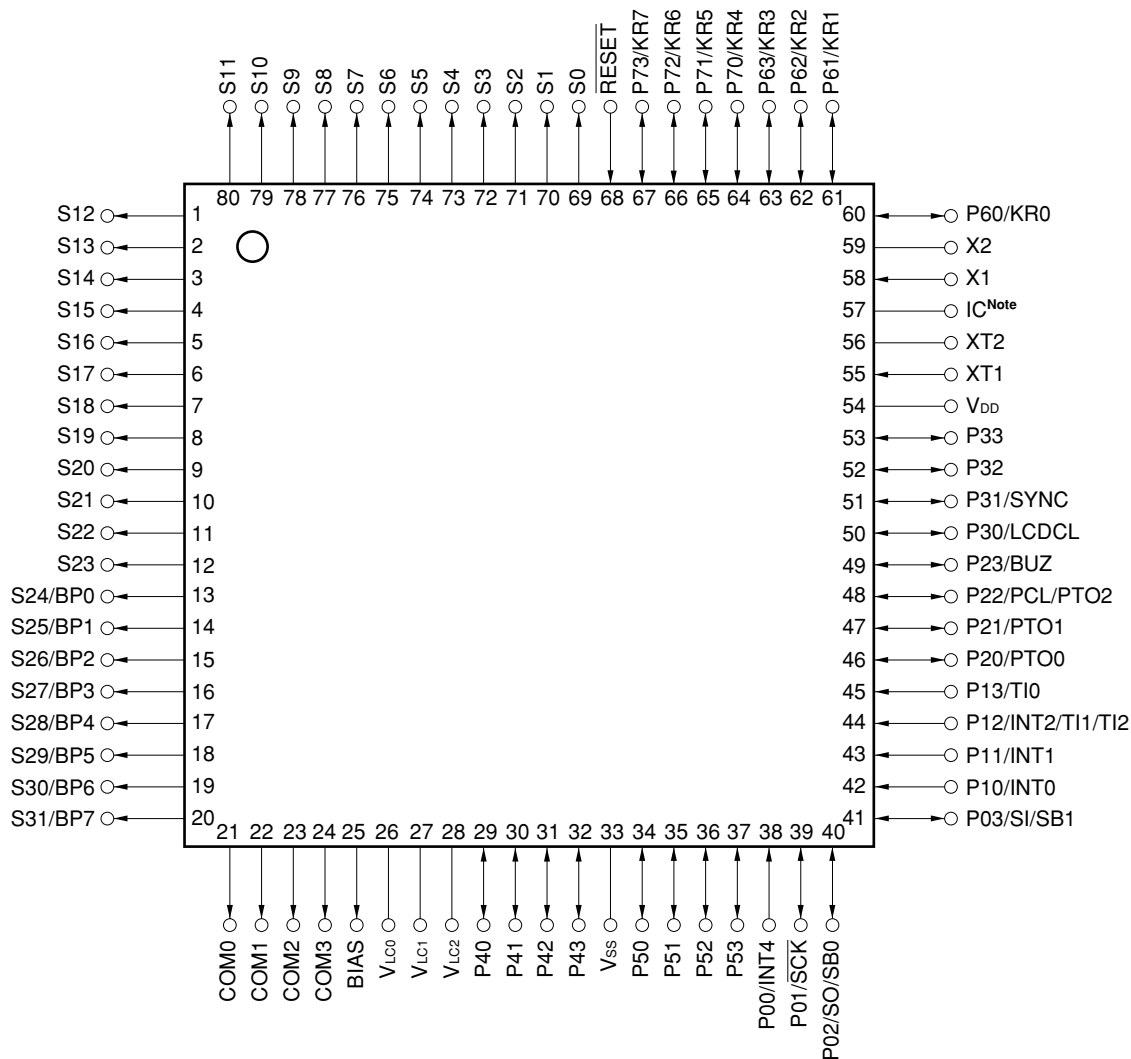 S11
S10
S9
S8
S7
S6
S5
S4
S3
S2
S1
S0
RESET
P73/KR7
P72/KR6
P71/KR5
P70/KR4
P63/KR3
P62/KR2
P61/KR1
80 79 78 77 76 75 74 73 72 71 70 69 68 67 66 65 64 63 62 61
S12 1
S13 2
S14 3
S15 4
S16 5
S17 6
S18 7
S19 8
S20 9
S21 10
S22 11
S23 12
S24/BP0 13
S25/BP1 14
S26/BP2 15
S27/BP3 16
S28/BP4 17
S29/BP5 18
S30/BP6 19
S31/BP7 20
60 P60/KR0
59 X2
58 X1
57 ICNote
56 XT2
55 XT1
54 VDD
53 P33
52 P32
51 P31/SYNC
50 P30/LCDCL
49 P23/BUZ
48 P22/PCL/PTO2
47 P21/PTO1
46 P20/PTO0
45 P13/TI0
44 P12/INT2/TI1/TI2
43 P11/INT1
42 P10/INT0
41 P03/SI/SB1
21 22 23 24 25 26 27 28 29 30 31 32 33 34 35 36 37 38 39 40
COM0
COM1
COM2
COM3
BIAS
VLC0
VLC1
VLC2
P40
P41
P42
P43
VSS
P50
P51
P52
P53
P00/INT4
P01/SCK
P02/SO/SB0